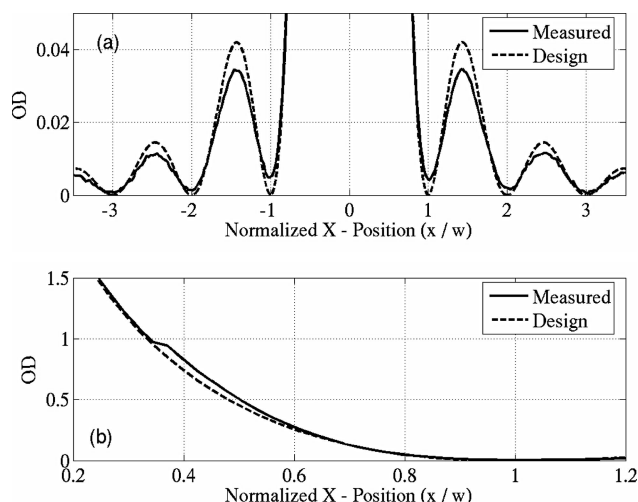 (a)
Measured
Design
OD
0.04
0.02
0
-3
-2
-1
0
1
2
3
Normalized X - Position (x / w)
(b)
Measured
Design
OD
1.5
1
0.5
0
0.2
0.4
0.6
0.8
1
1.2
Normalized X - Position (x / w)